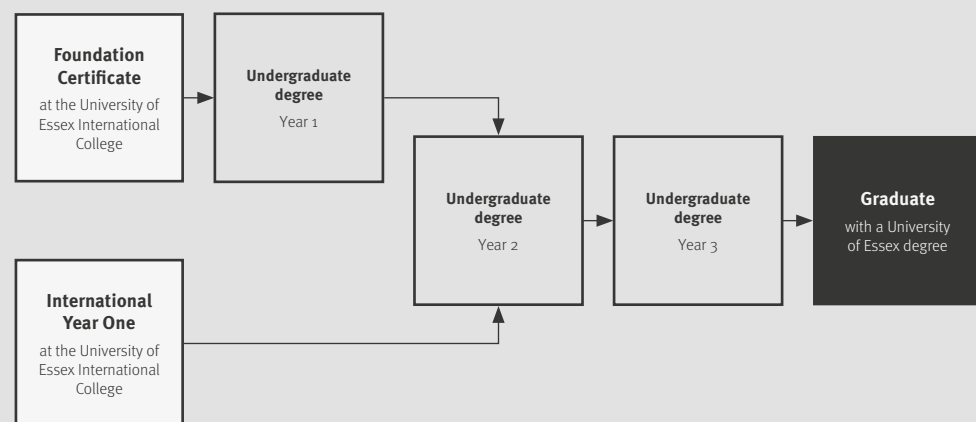 Foundation
Certificate
at the University of
Essex International
College
Undergraduate
degree
Year 1
Undergraduate
degree
Year 2
Undergraduate
degree
Year 3
Graduate
with a University
of Essex degree
International
Year One
at the University of
Essex International
College